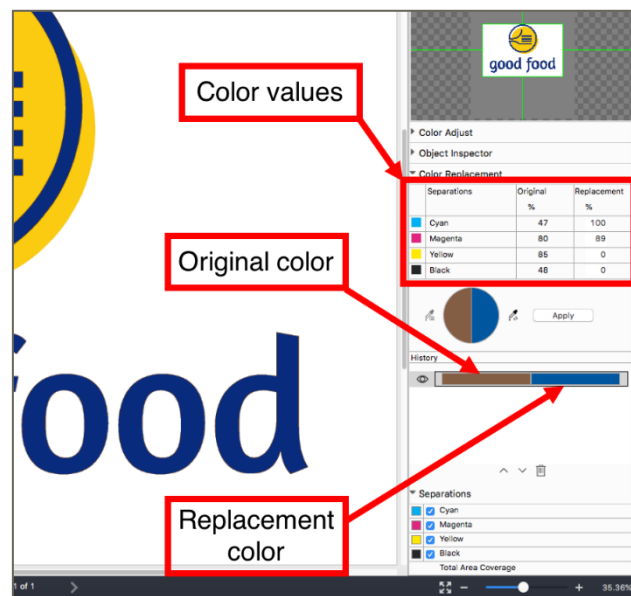 good food
Color values
Color Adjust
Object Inspector
Color Replacement
Separations Original Replacement
% %
Cyan 47 100
Magenta 80 89
Yellow 85 0
Black 48 0
Original color
Apply
History
food
Replacement
color
Separations
Cyan
Magenta
Yellow
Black
Total Area Coverage
1 of 1
35.36%